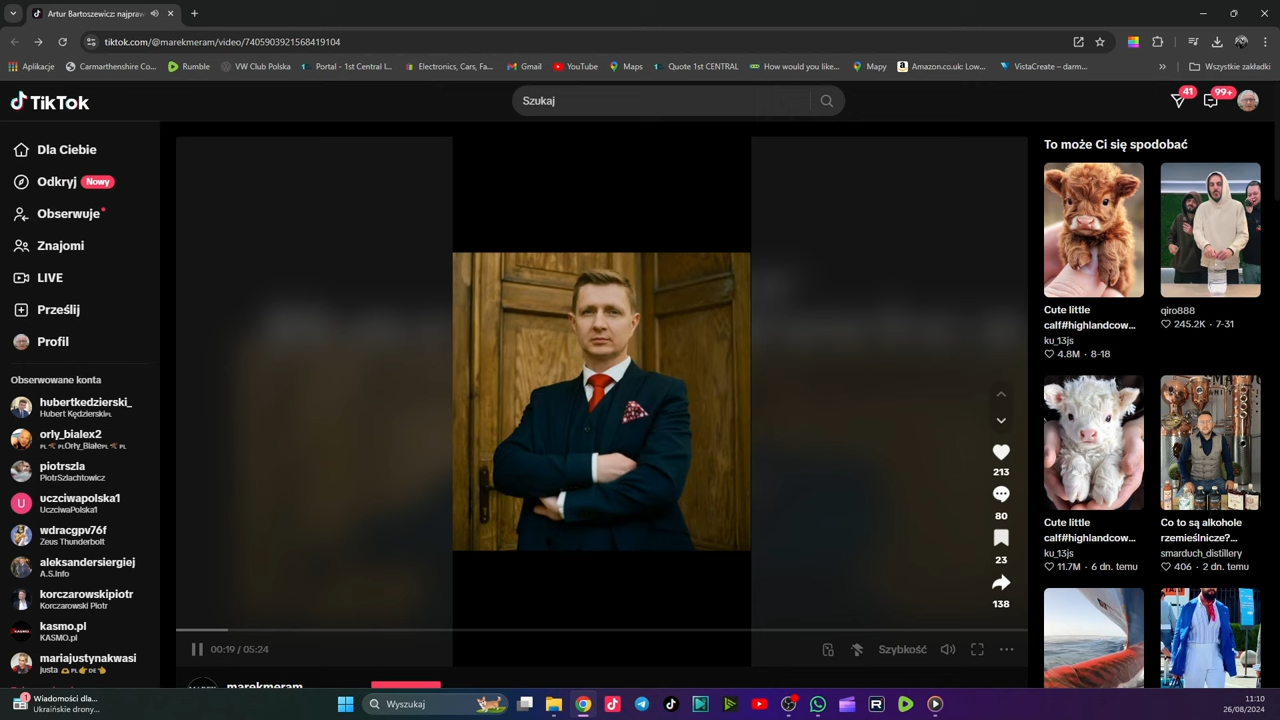 Artur Bartoszewicz: najpraw
tiktok.com/@marekmeram/video/7405903921568419104
Aplikacje
Carmarthenshire Co...
Rumble
VW Club Polska
Portal - 1st Central I...
Electronics, Cars, Fa...
Gmail
YouTube
Maps
Quote 1st CENTRAL
How would you like...
Mapy
Amazon.co.uk: Low...
VistaCreate – darm...
»
Wszystkie zakładki
TikTok
Szukaj
41
99+
Dla Ciebie
Odkryj Nowy
Obserwuje
Znajomi
LIVE
Prześlij
Profil
Obserwowane konta
hubertkedzierski_
Hubert Kędzierski
orly_bialex2
piotrszla
PiotrSzlachtowicz
U
uczciwapolska1
UczciwaPolska1
wdracgpv76f
Zeus Thunderbolt
aleksandersiergiej
A.S.Info
korczarowskipiotr
Korczarowski Piotr
kasmo.pl
KASMO.pl
mariajustynakwasi
213
80
23
138
00:19 / 05:24
Szybkość
marekmeram
To może Ci się spodobać
Cute little
calf#highlandcow...
ku_13js
4.8M · 8-18
qiro888
245.2K · 7-31
Cute little
calf#highlandcow...
ku_13js
11.7M · 6 dn. temu
Co to są alkohole
rzemieślnicze?...
smarduch_distillery
406 · 2 dn. temu
1
Wiadomości dla...
Ukraińskie drony...
Wyszukaj
11:10
26/08/2024